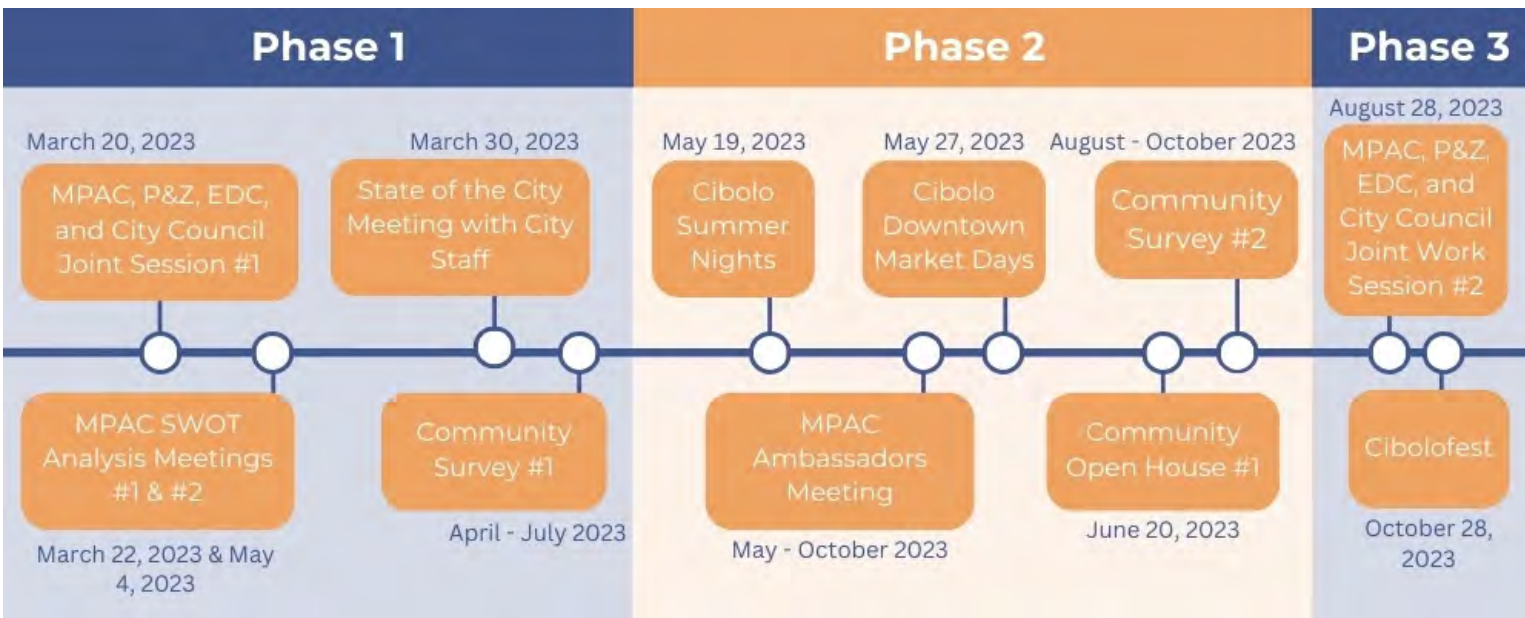 Phase 1
Phase 2
Phase 3
March 20, 2023
MPAC, P&Z, EDC,
and City Council
Joint Session #1
March 30, 2023
State of the City
Meeting with City
Staff
May 19, 2023
Cibolo
Summer
Nights
May 27, 2023
Cibolo
Downtown
Market Days
August - October 2023
Community
Survey #2
August 28, 2023
MPAC, P&Z,
EDC, and
City Council
Joint Work
Session #2
MPAC SWOT
Analysis Meetings
#1 & #2
March 22, 2023 & May
4, 2023
Community
Survey #1
April - July 2023
MPAC
Ambassadors
Meeting
May - October 2023
Community
Open House #1
June 20, 2023
Cibolofest
October 28,
2023